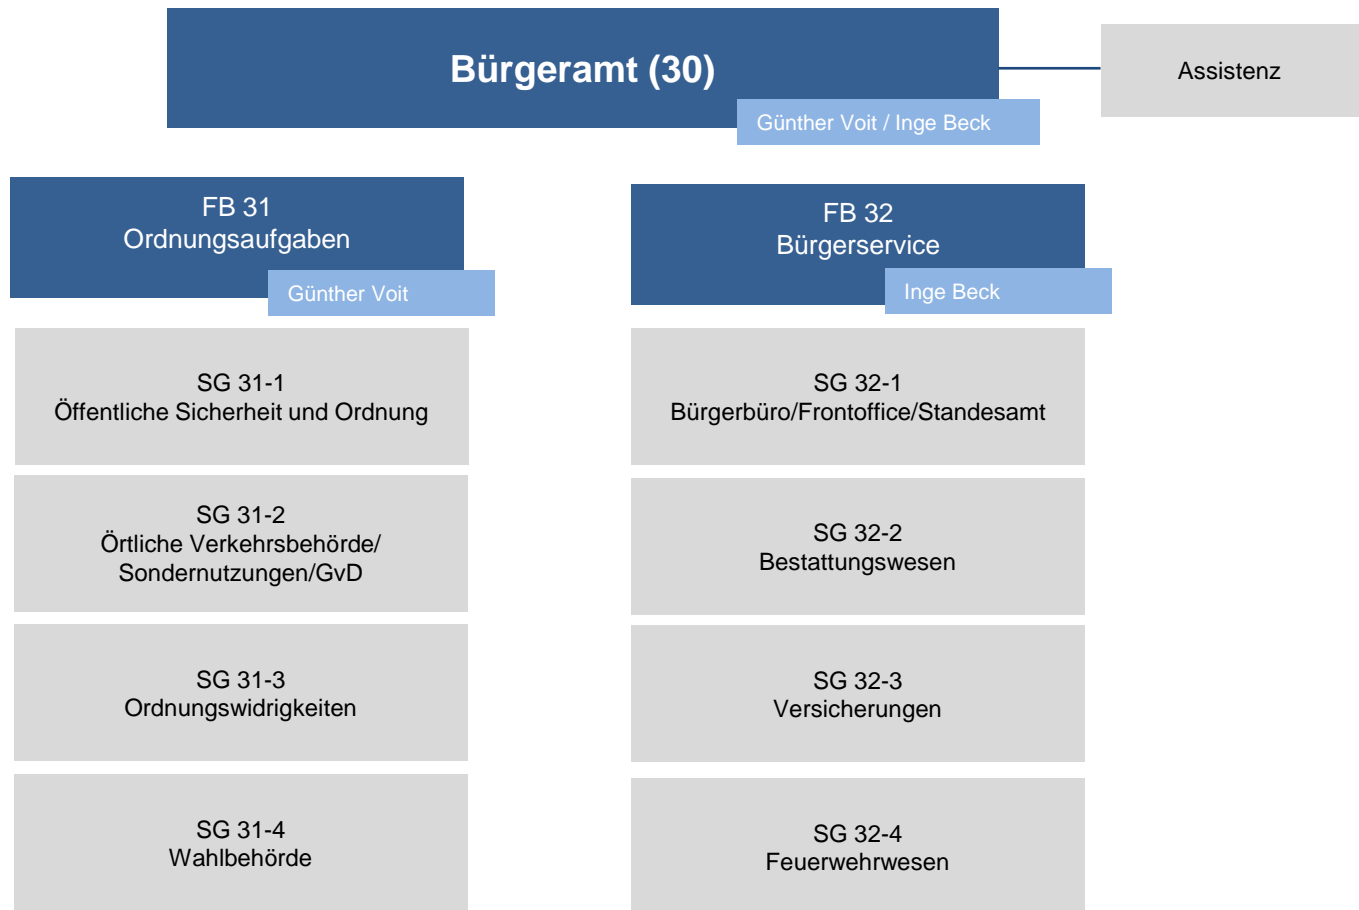 Bürgeramt (30)
Assistenz
Günther Voit / Inge Beck
FB 31
Ordnungsaufgaben
Günther Voit
SG 31-1
Öffentliche Sicherheit und Ordnung
SG 31-2
Örtliche Verkehrsbehörde/
Sondernutzungen/GvD
SG 31-3
Ordnungswidrigkeiten
SG 31-4
Wahlbehörde
FB 32
Bürgerservice
Inge Beck
SG 32-1
Bürgerbüro/Frontoffice/Standesamt
SG 32-2
Bestattungswesen
SG 32-3
Versicherungen
SG 32-4
Feuerwehrwesen